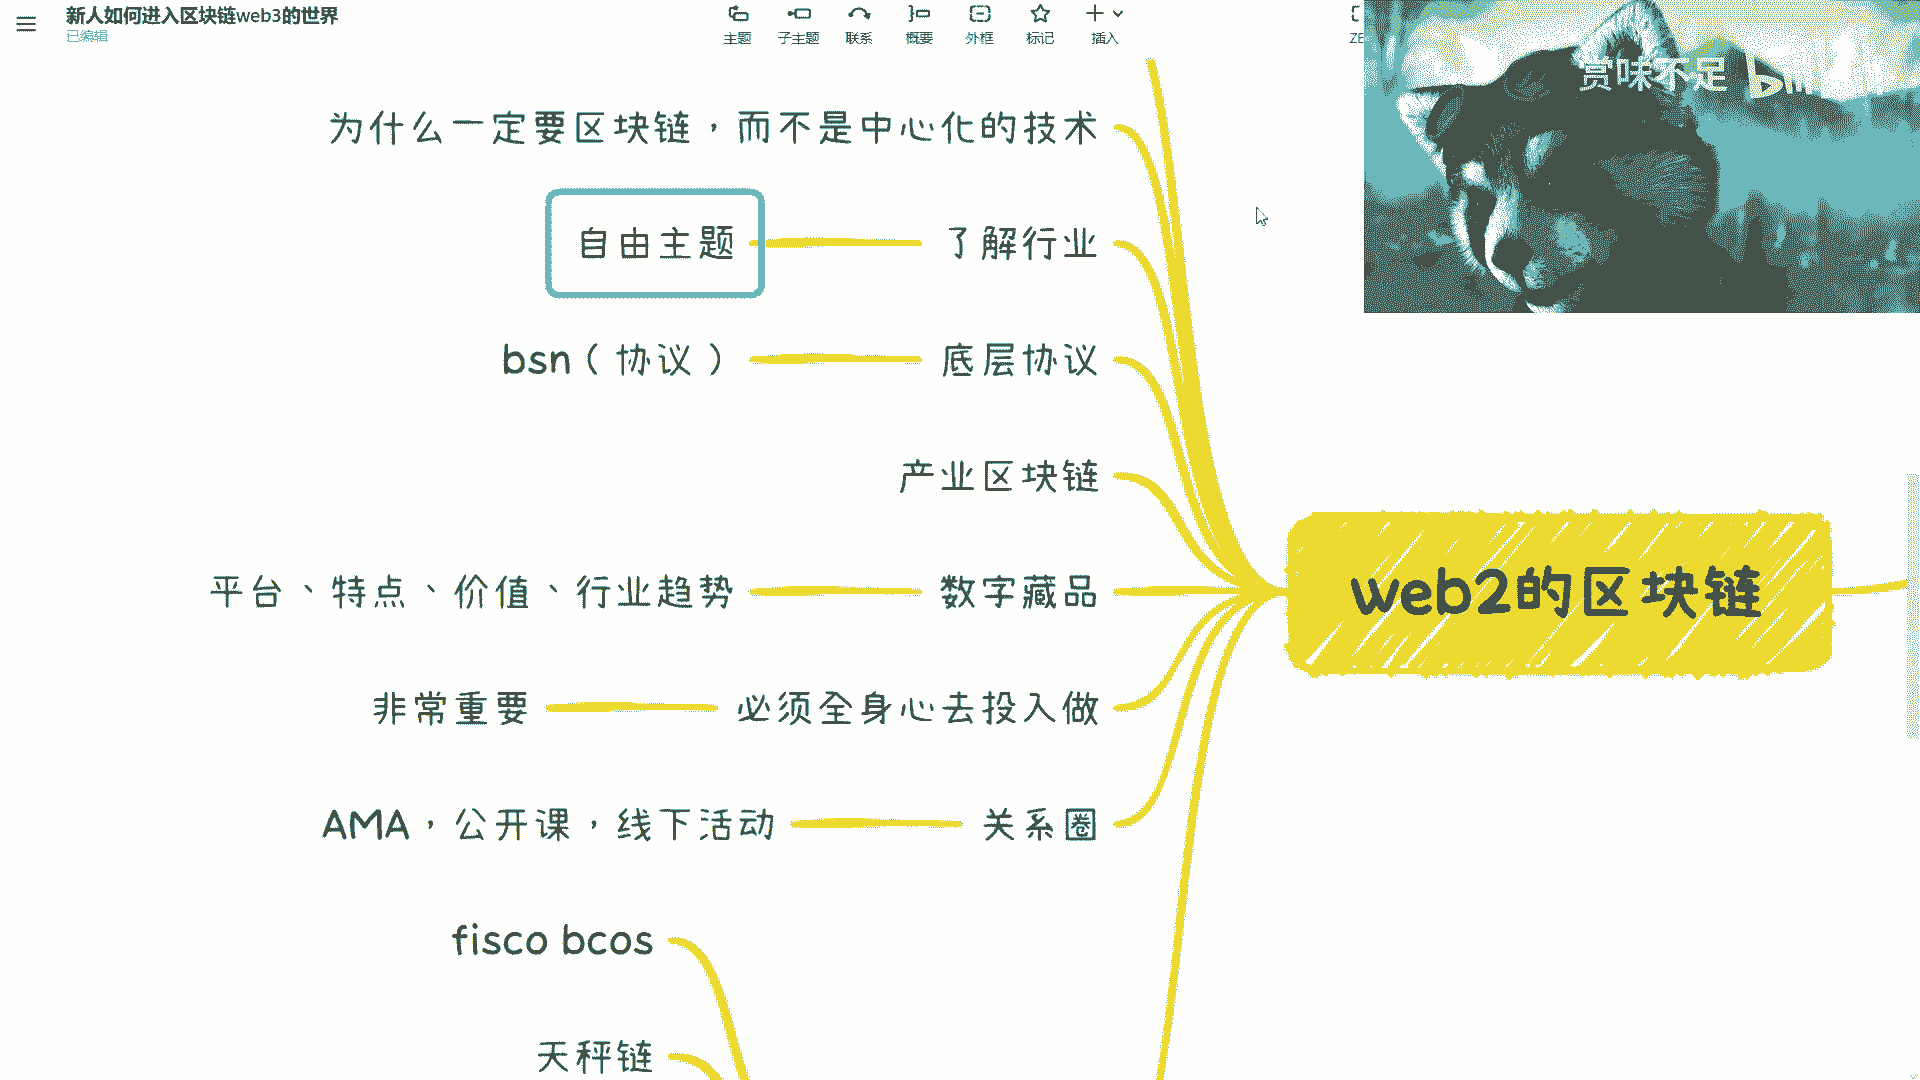 新人如何进入区块链web3的世界
已编辑
主题 子主题 联系 概要 外框 标记 插入
ZE
赏味不足
为什么一定要区块链，而不是中心化的技术
自由主题 了解行业
bsn（协议） 底层协议
产业区块链
平台、特点、价值、行业趋势 数字藏品
web2的区块链
非常重要 必须全身心去投入做
AMA，公开课，线下活动 关系圈
fisco bcos
天秤链